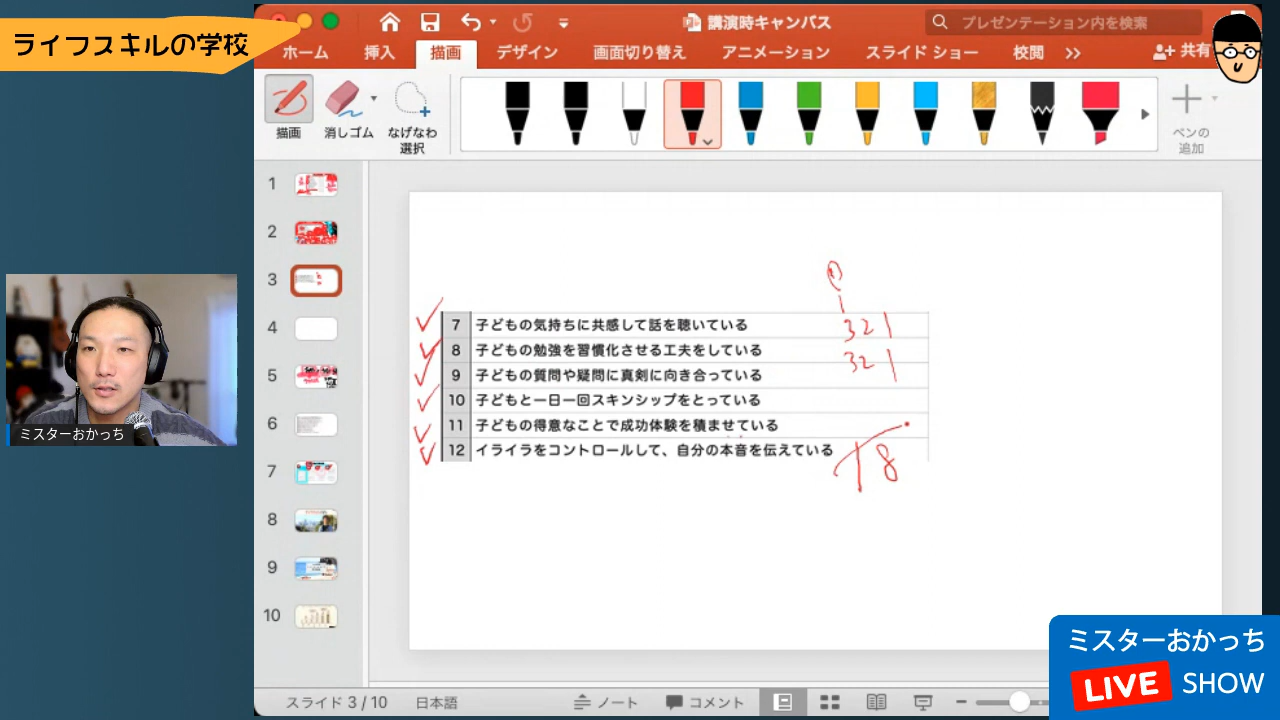 ライフスキルの学校
講演時キャンバス
プレゼンテーション内を検索
ホーム
挿入
描画
デザイン
画面切り替え
アニメーション
スライド ショー
校閲
共有
描画
消しゴム
なげなわ
選択
ペンの
追加
1
2
3
4
5
6
7
8
9
10
7 子どもの気持ちに共感して話を聴いている
3 2 1
8 子どもの勉強を習慣化させる工夫をしている
3 2 1
9 子どもの質問や疑問に真剣に向き合っている
10 子どもと一日一回スキンシップをとっている
11 子どもの得意なことで成功体験を積ませている
12 イライラをコントロールして、自分の本音を伝えている
18
ミスターおかっち
スライド 3 / 10
日本語
ノート
コメント
ミスターおかっち
LIVE SHOW